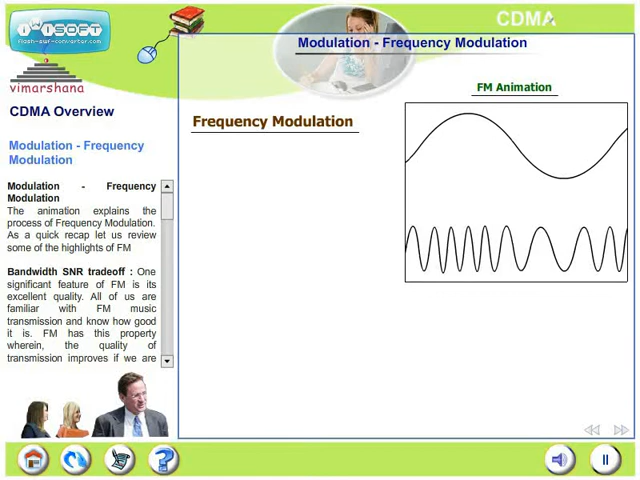 iWiSOFT
flash-swf-converter.com
CDMA
Modulation - Frequency Modulation
vimarshana
FM Animation
CDMA Overview
Frequency Modulation
Modulation - Frequency
Modulation
Modulation - Frequency
Modulation
The animation explains the
process of Frequency Modulation.
As a quick recap let us review
some of the highlights of FM
Bandwidth SNR tradeoff : One
significant feature of FM is its
excellent quality. All of us are
familiar with FM music
transmission and know how good
it is. FM has this property
wherein, the quality of
transmission improves if we are